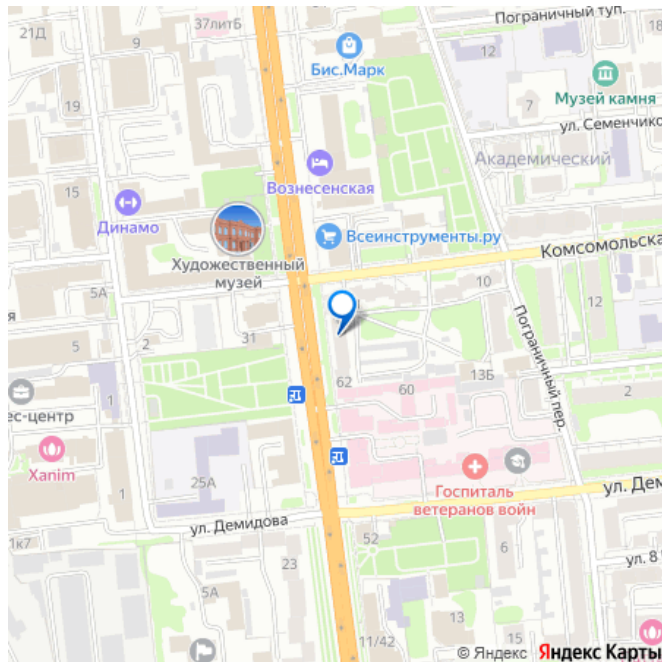 37литБ
21Д
Пограничный туп.
Бис.Марк
12
19
Музей камня
7
ул. Семенчико
Академический
15
Вознесенская
Динамо
Всеинструменты.ру
Художественный
музей
Комсомольска
10
5А
12
31
5
Пограничный пер.
62
60
13Б
2
ес-центр
Xanim
1
25А
Госпиталь
ветеранов войн
ул. Дем
ул. Демидова
1к7
52
6
ул. 8
23
5А
13
11/42
15
© Яндекс Яндекс Карты